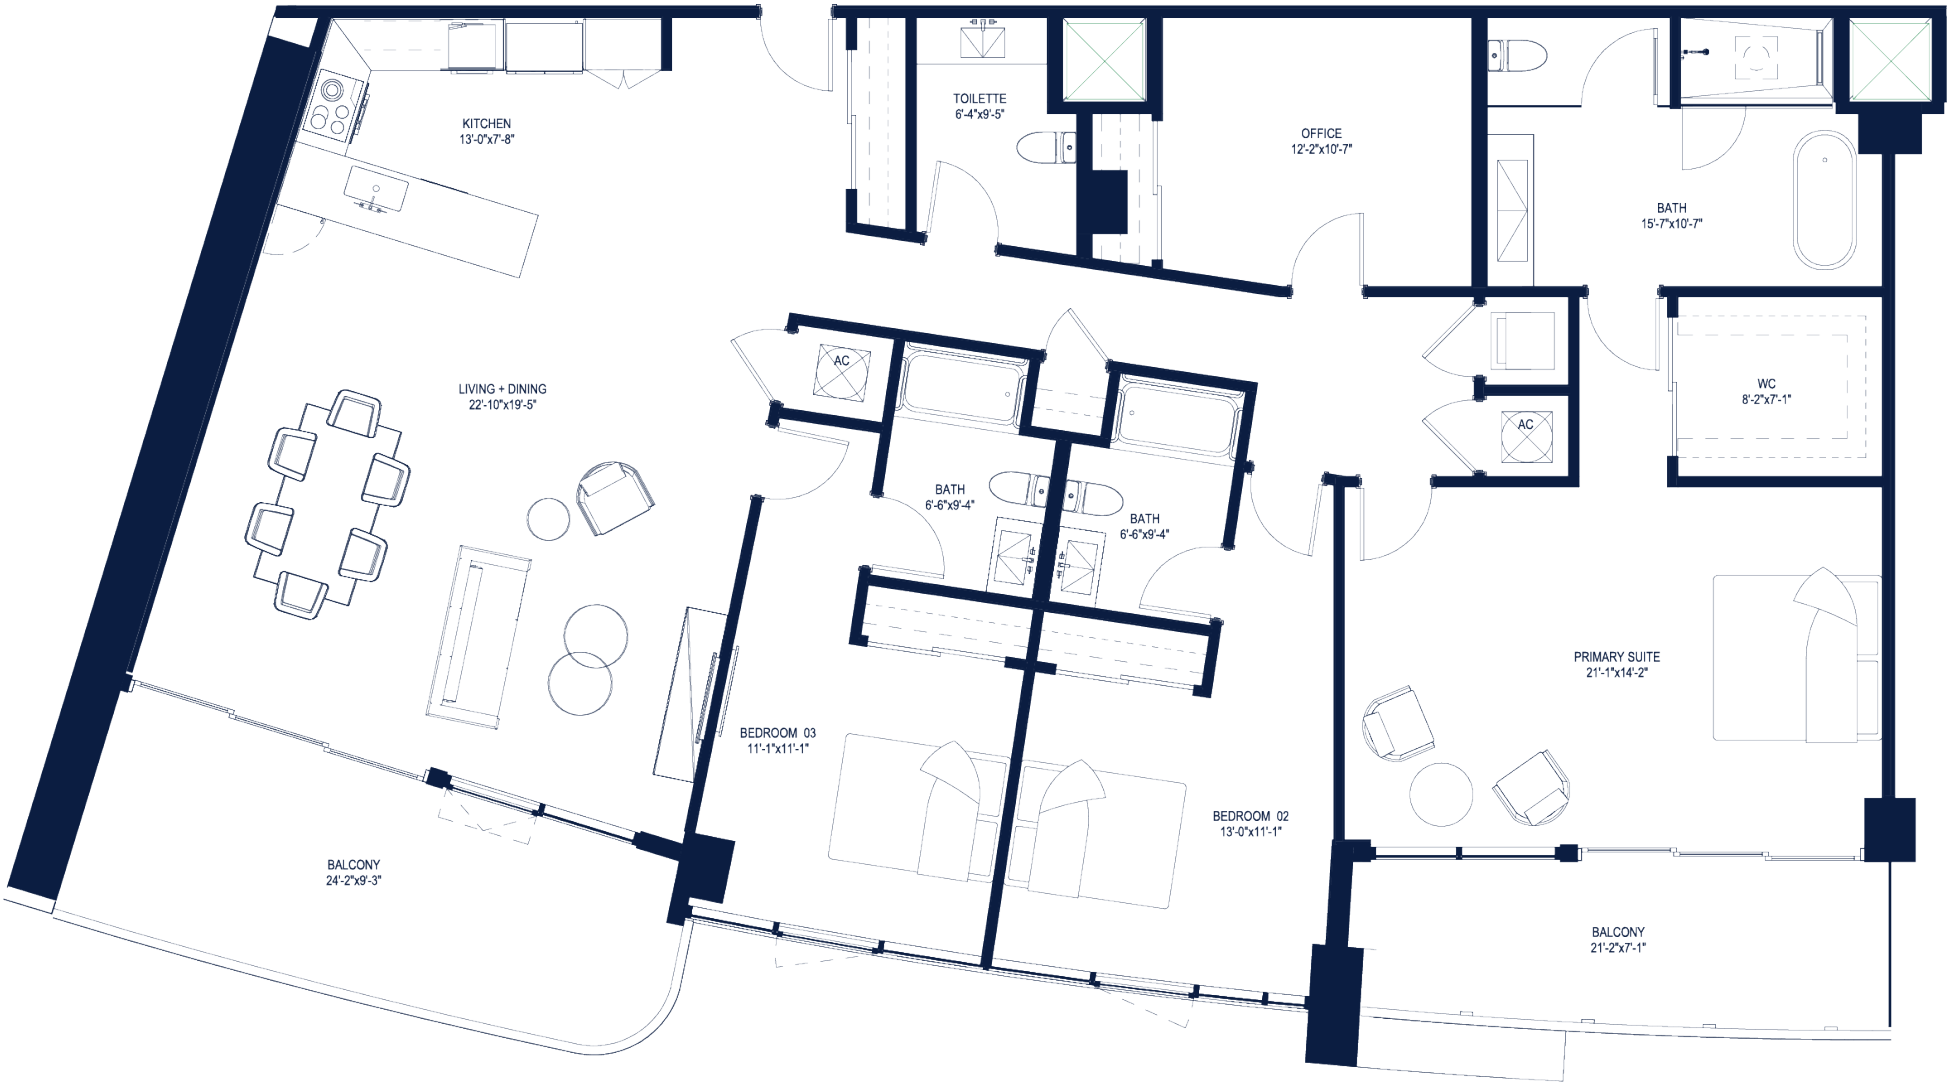 KITCHEN
13'-0"x7'-8"
TOILETTE
6'-4"x9'-5"
OFFICE
12'-2"x10'-7"
BATH
15'-7"x10'-7"
AC
LIVING + DINING
22'-10"x19'-5"
WC
8'-2"x7'-1"
AC
BATH
6'-6"x9'-4"
BATH
6'-6"x9'-4"
PRIMARY SUITE
21'-1"x14'-2"
BEDROOM 03
11'-1"x11'-1"
BEDROOM 02
13'-0"x11'-1"
BALCONY
24'-2"x9'-3"
BALCONY
21'-2"x7'-1"